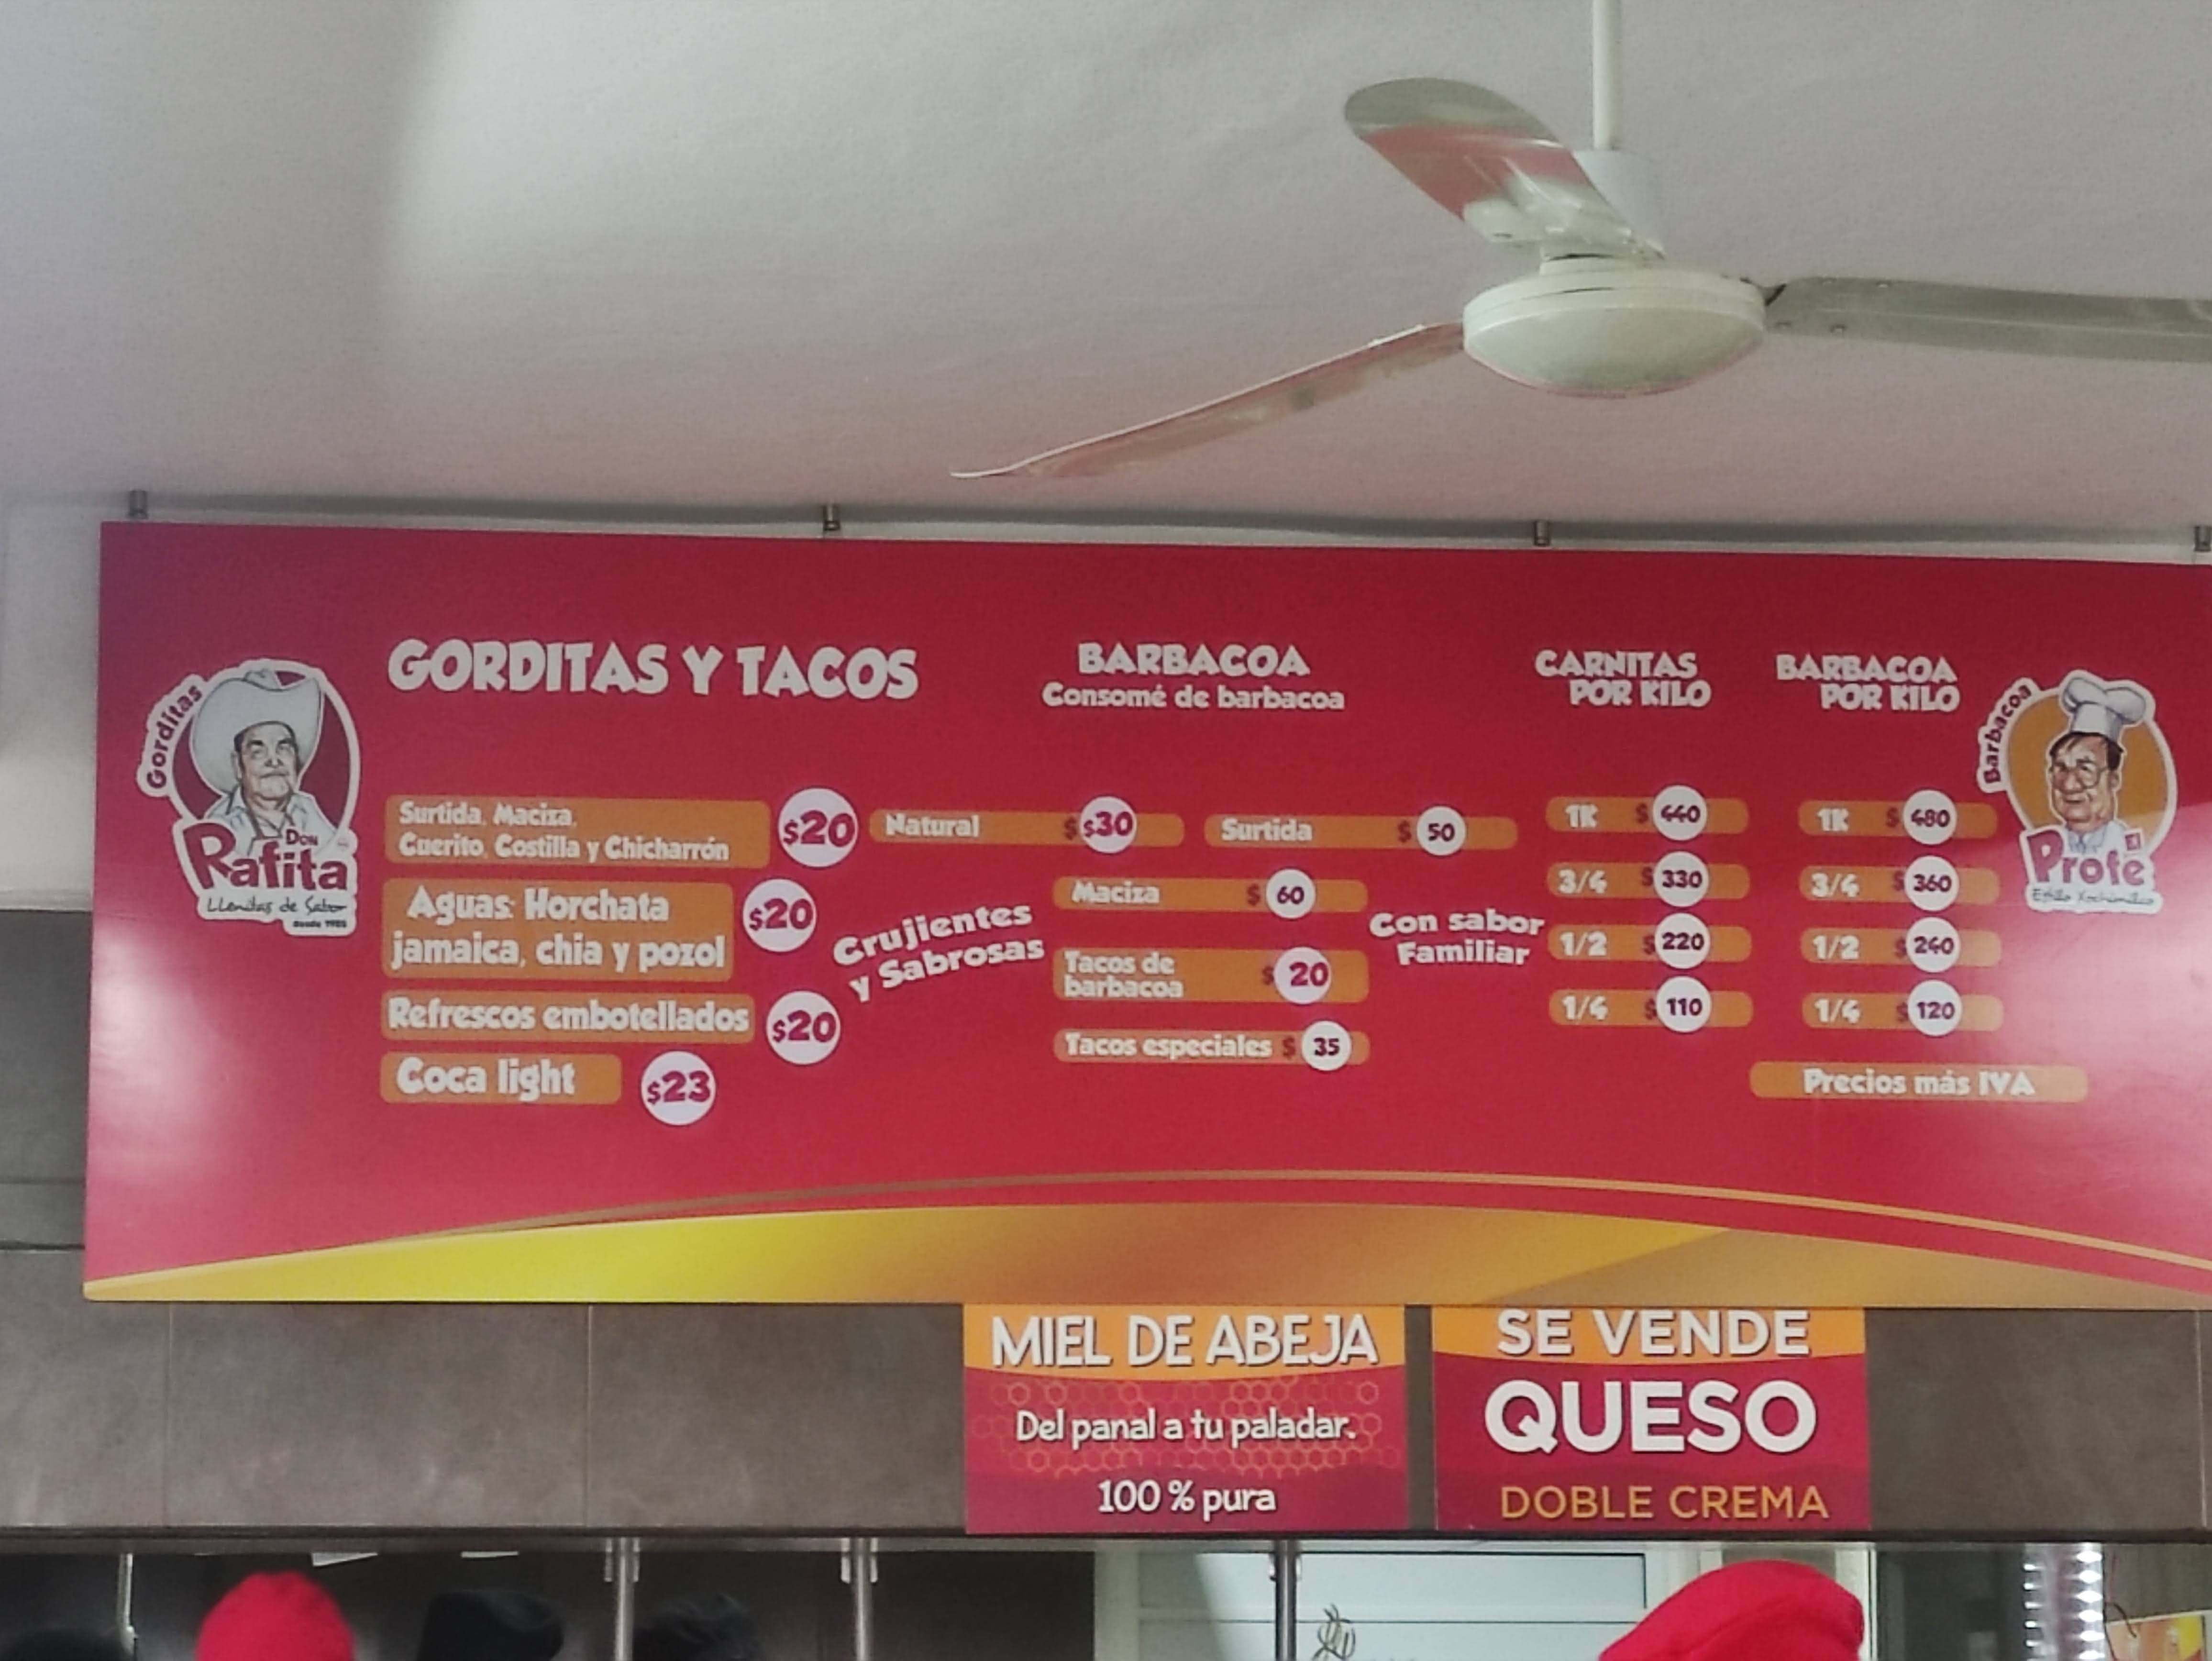 Gorditas
DON
Rafita
Llenitas de Sabor
desde 1985
GORDITAS Y TACOS
Surtida, Maciza,
Cuerito, Costilla y Chicharrón
$20
Aguas: Horchata
jamaica, chia y pozol
$20
Refrescos embotellados
$20
Coca light
$23
Crujientes
y Sabrosas
BARBACOA
Consomé de barbacoa
Natural $ $30
Surtida $ 50
Maciza $ 60
Tacos de
barbacoa
$ 20
Tacos especiales $ 35
Con sabor
Familiar
CARNITAS
POR KILO
1K $ 440
3/4 $ 330
1/2 $ 220
1/4 $ 110
BARBACOA
POR KILO
1K $ 480
3/4 $ 360
1/2 $ 240
1/4 $ 120
Precios más IVA
Barbacoa
El
Profe
Estilo Xochimilco
MIEL DE ABEJA
Del panal a tu paladar.
100 % pura
SE VENDE
QUESO
DOBLE CREMA